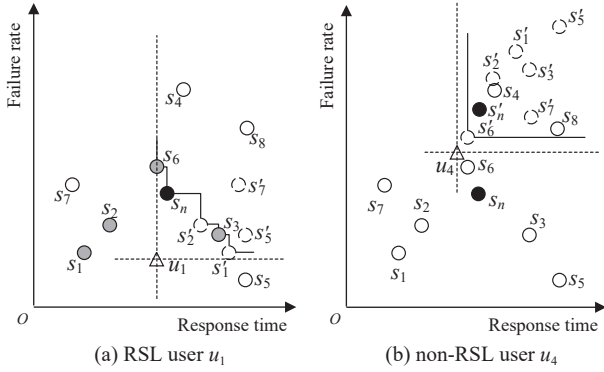 Failure rate
s₄
s₈
s₆
s₇
s′₇
sₙ
s₂
s₃
s′₂
s′₅
s₁
s′₁
u₁
s₅
O
Response time
(a) RSL user u₁
Failure rate
s′₅
s′₁
s′₂
s′₃
s₄
s′ₙ
s′₇
s₈
s′₆
u₄
s₆
s₇
sₙ
s₂
s₃
s₁
s₅
O
Response time
(b) non-RSL user u₄